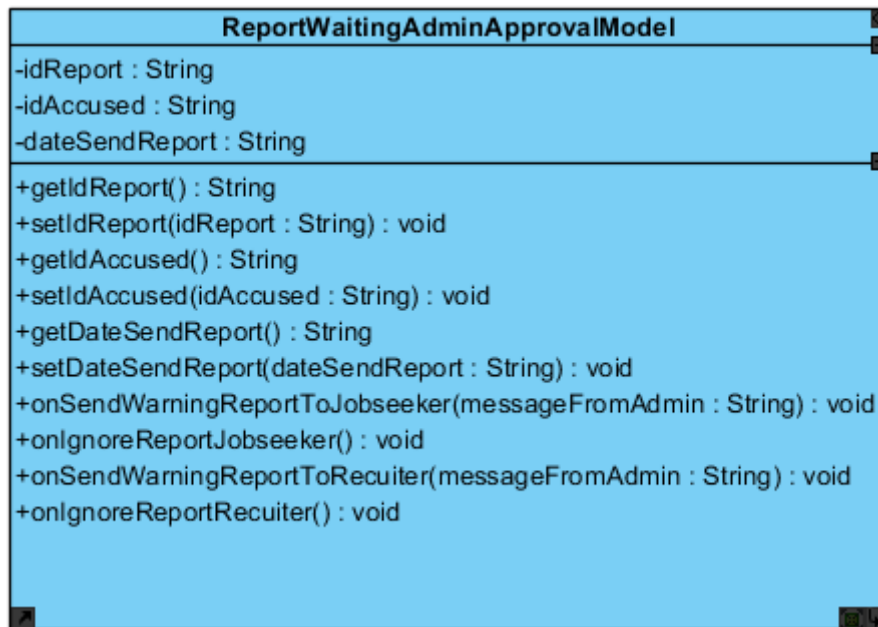 ReportWaitingAdminApprovalModel
-idReport : String
-idAccused : String
-dateSendReport : String
+getIdReport() : String
+setIdReport(idReport : String) : void
+getIdAccused() : String
+setIdAccused(idAccused : String) : void
+getDateSendReport() : String
+setDateSendReport(dateSendReport : String) : void
+onSendWarningReportToJobseeker(messageFromAdmin : String) : void
+onIgnoreReportJobseeker() : void
+onSendWarningReportToRecuiter(messageFromAdmin : String) : void
+onIgnoreReportRecuiter() : void